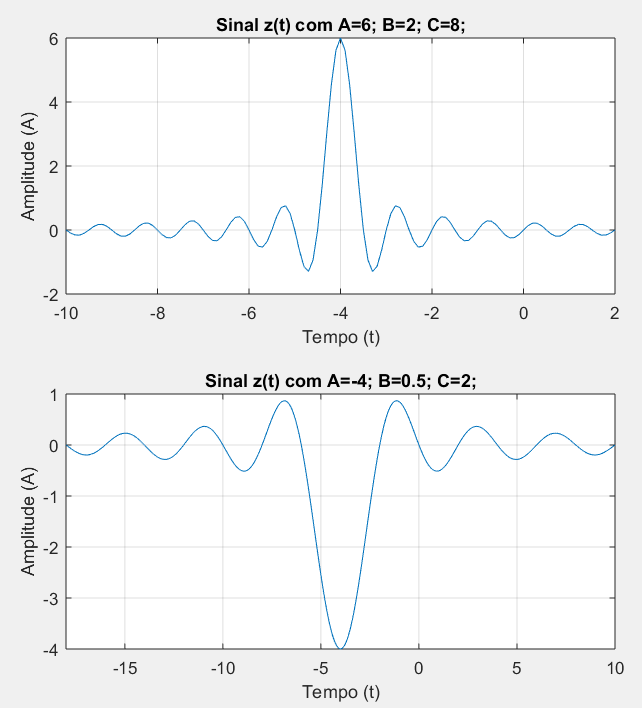 Sinal z(t) com A=6; B=2; C=8;
6
4
2
0
-2
Amplitude (A)
-10 -8 -6 -4 -2 0 2
Tempo (t)
Sinal z(t) com A=-4; B=0.5; C=2;
1
0
-1
-2
-3
-4
Amplitude (A)
-15 -10 -5 0 5 10
Tempo (t)